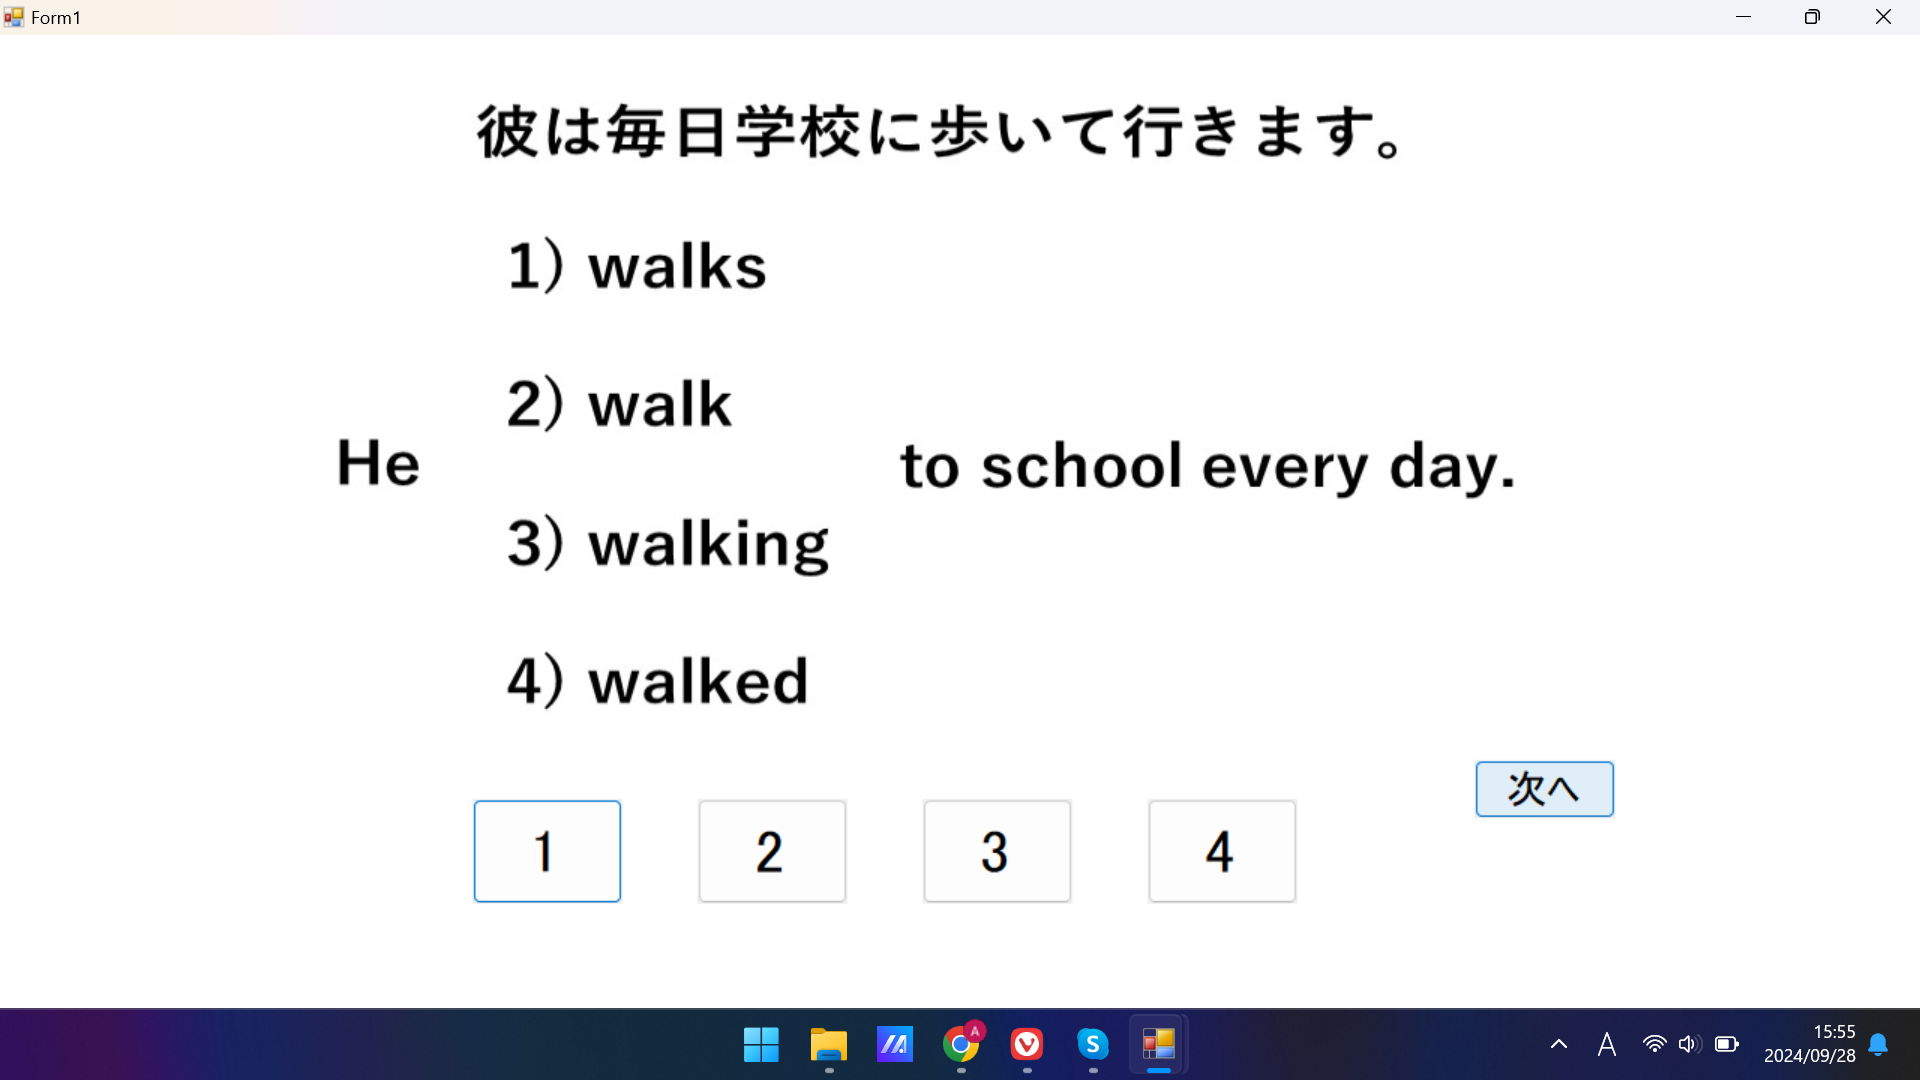 Form1
彼は毎日学校に歩いて行きます。
1) walks
2) walk
He
to school every day.
3) walking
4) walked
次へ
1
2
3
4
A
S
A
15:55
2024/09/28